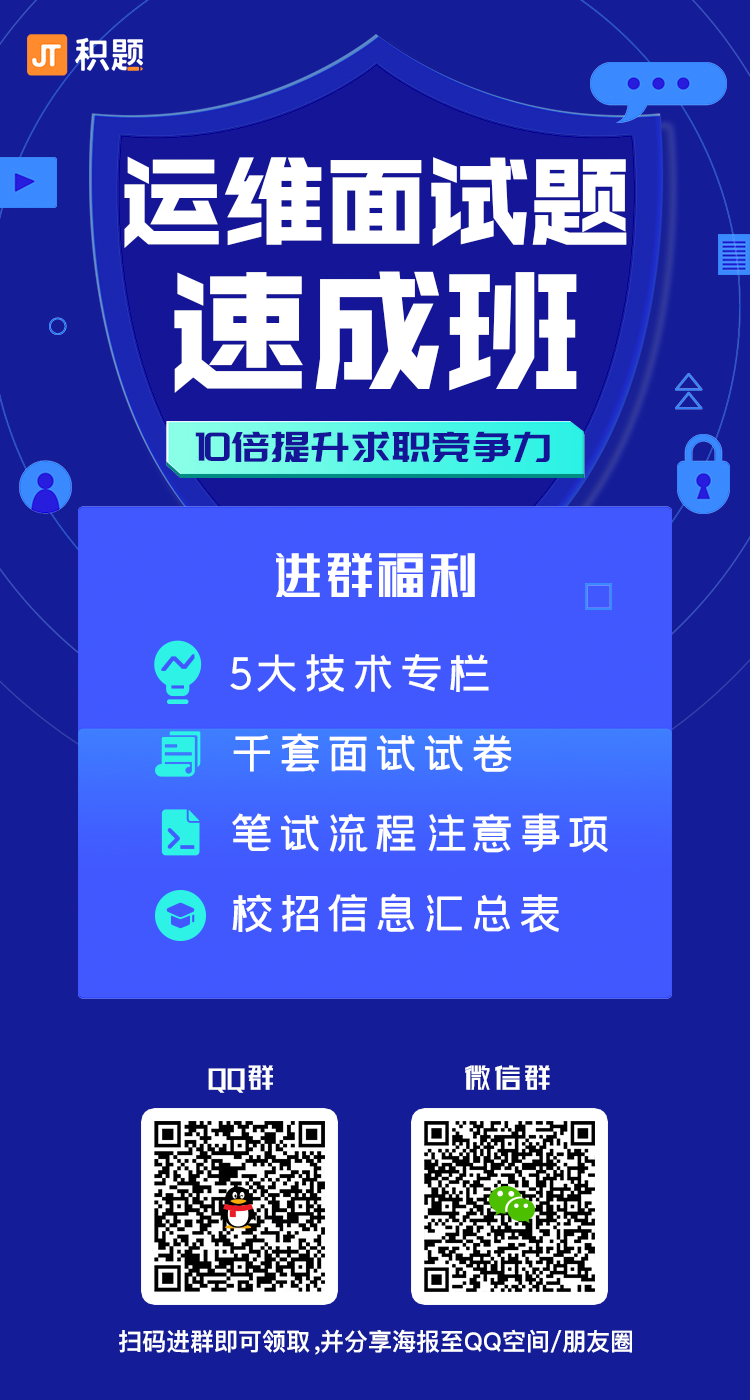 JT 积题
运维面试题
速成班
10倍提升求职竞争力
进群福利
5大技术专栏
千套面试试卷
笔试流程注意事项
校招信息汇总表
QQ群
微信群
扫码进群即可领取,并分享海报至QQ空间/朋友圈